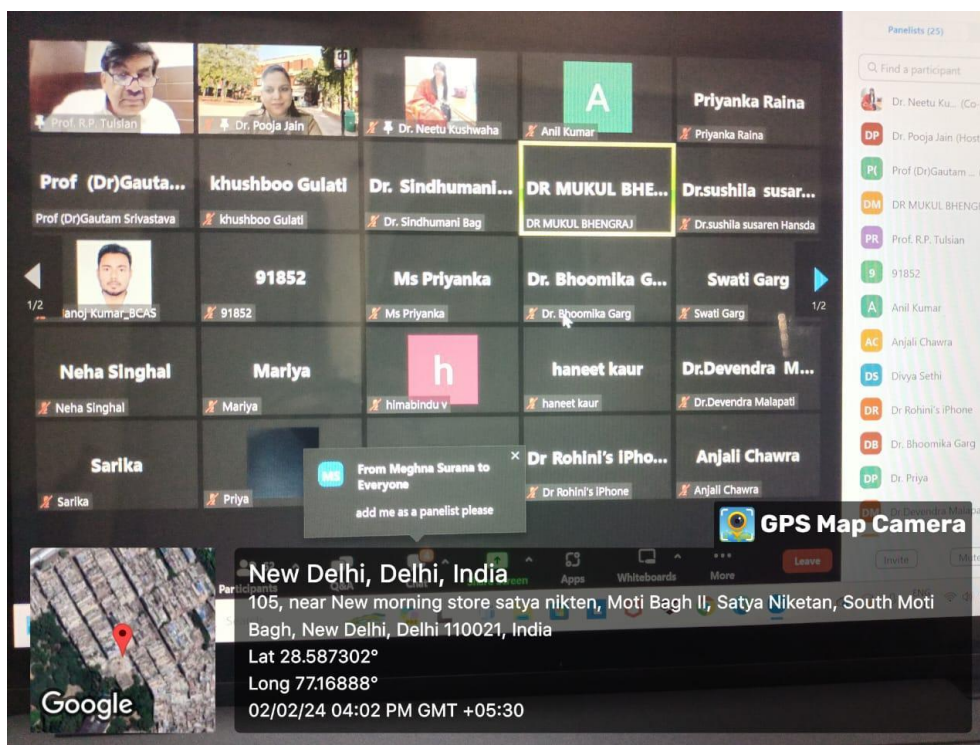 Panelists (25)
Find a participant
Prof. R.P. Tulsian
Dr. Pooja Jain
Dr. Neetu Kushwaha
A
Anil Kumar
Priyanka Raina
Priyanka Raina
Prof (Dr)Gauta...
Prof (Dr)Gautam Srivastava
khushboo Gulati
khushboo Gulati
Dr. Sindhumani...
Dr. Sindhumani Bag
DR MUKUL BHE...
DR MUKUL BHENGRAJ
Dr.sushila susar...
Dr.sushila susaren Hansda
1/2
anoj Kumar_BCAS
91852
91852
Ms Priyanka
Ms Priyanka
Dr. Bhoomika G...
Dr. Bhoomika Garg
Swati Garg
Swati Garg
1/2
Neha Singhal
Neha Singhal
Mariya
Mariya
h
himabindu v
haneet kaur
haneet kaur
Dr.Devendra M...
Dr.Devendra Malapati
Sarika
Sarika
Priya
MS
From Meghna Surana to
Everyone
add me as a panelist please
Dr Rohini's iPho...
Dr Rohini's iPhone
Anjali Chawra
Anjali Chawra
Dr. Neetu Ku... (Co-
DP Dr. Pooja Jain (Host
P( Prof (Dr)Gautam ...
DM DR MUKUL BHENG
PR Prof. R.P. Tulsian
9 91852
A Anil Kumar
AC Anjali Chawra
DS Divya Sethi
DR Dr Rohini's iPhone
DB Dr. Bhoomika Garg
DP Dr. Priya
DM Dr Devendra Malapa
Invite
Mute
Participants
Q&A
Chat
Apps
Whiteboards
More
Leave
ENG
GPS Map Camera
Google
New Delhi, Delhi, India
105, near New morning store satya nikten, Moti Bagh II, Satya Niketan, South Moti
Bagh, New Delhi, Delhi 110021, India
Lat 28.587302°
Long 77.16888°
02/02/24 04:02 PM GMT +05:30